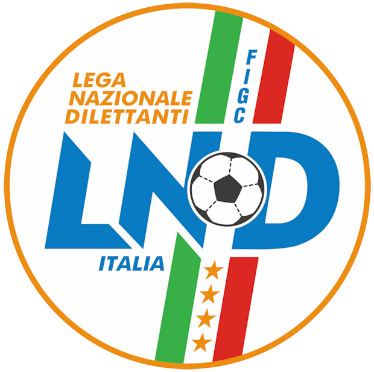 LEGA
NAZIONALE
DILETTANTI
FIGC
LND
ITALIA